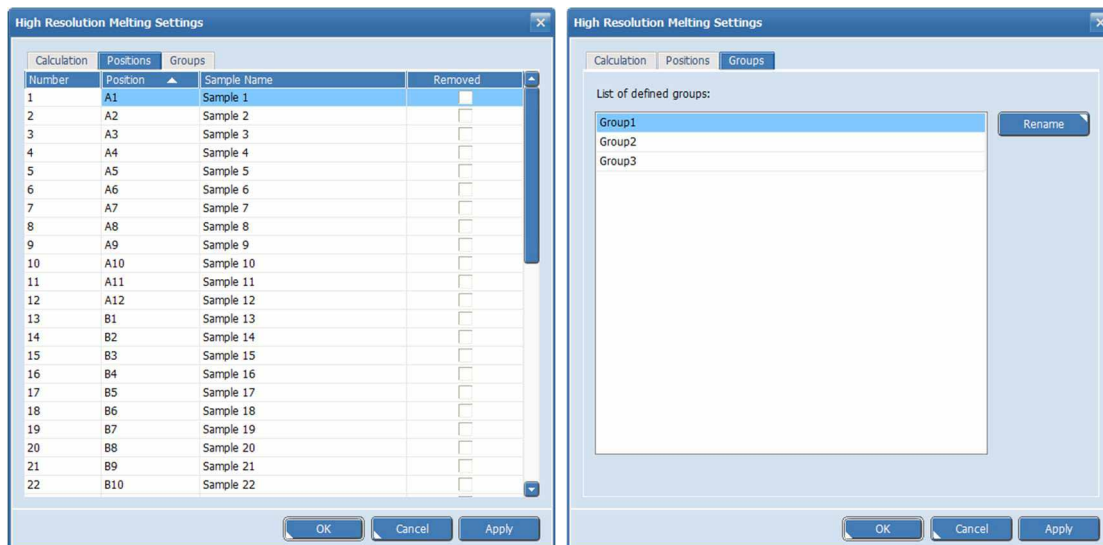 High Resolution Melting Settings
Calculation Positions Groups
Number Position Sample Name Removed
1 A1 Sample 1
2 A2 Sample 2
3 A3 Sample 3
4 A4 Sample 4
5 A5 Sample 5
6 A6 Sample 6
7 A7 Sample 7
8 A8 Sample 8
9 A9 Sample 9
10 A10 Sample 10
11 A11 Sample 11
12 A12 Sample 12
13 B1 Sample 13
14 B2 Sample 14
15 B3 Sample 15
16 B4 Sample 16
17 B5 Sample 17
18 B6 Sample 18
19 B7 Sample 19
20 B8 Sample 20
21 B9 Sample 21
22 B10 Sample 22
OK Cancel Apply
High Resolution Melting Settings
Calculation Positions Groups
List of defined groups:
Group1
Group2
Group3
Rename
OK Cancel Apply